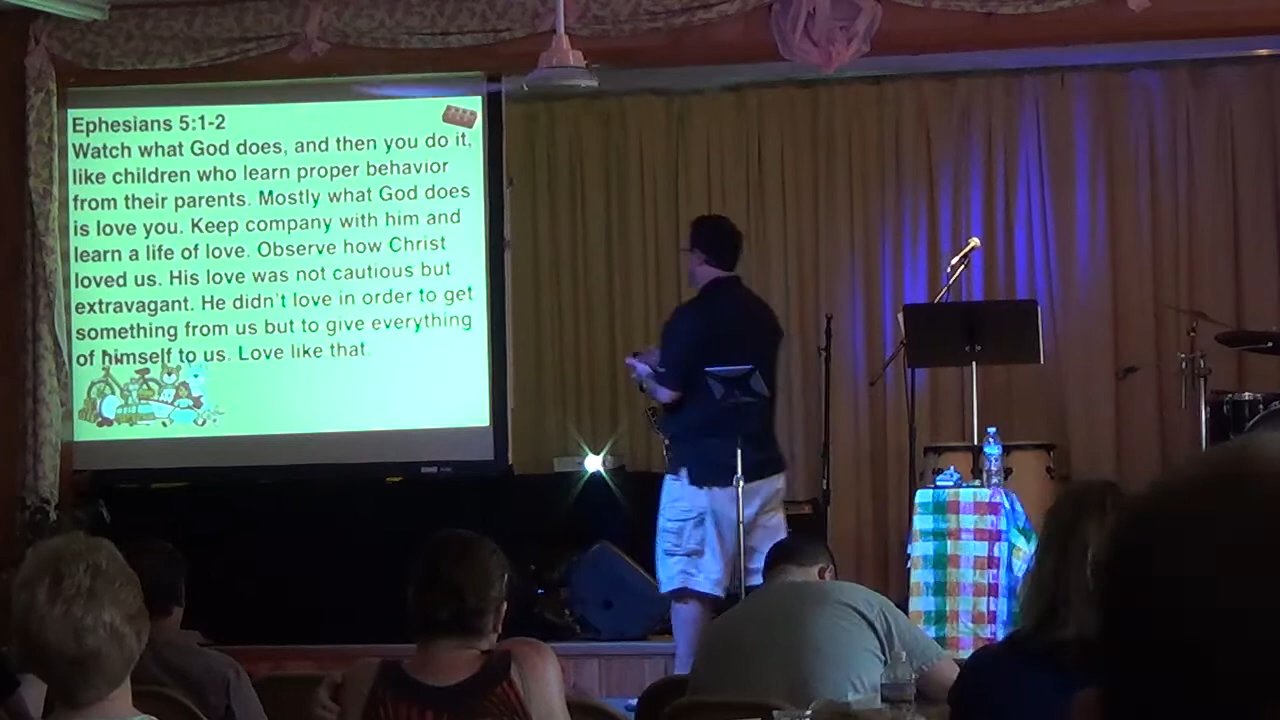 Ephesians 5:1-2
Watch what God does, and then you do it,
like children who learn proper behavior
from their parents. Mostly what God does
is love you. Keep company with him and
learn a life of love. Observe how Christ
loved us. His love was not cautious but
extravagant. He didn't love in order to get
something from us but to give everything
of himself to us. Love like that.